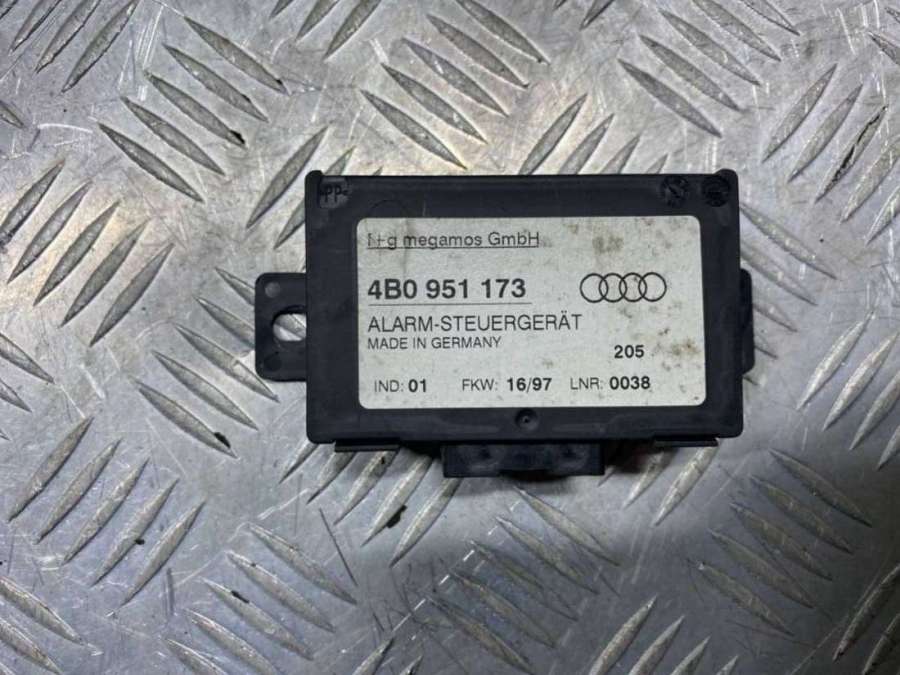 f+g megamos GmbH
4B0 951 173
ALARM-STEUERGERÄT
MADE IN GERMANY
205
IND: 01 FKW: 16/97 LNR: 0038